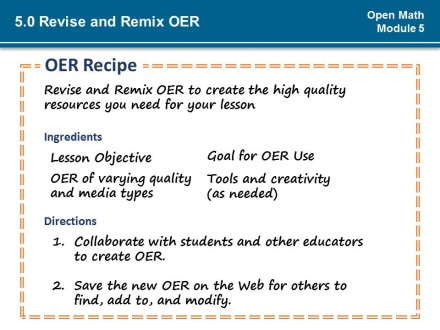 5.0 Revise and Remix OER
Open Math
Module 5
OER Recipe
Revise and Remix OER to create the high quality
resources you need for your lesson
Ingredients
Lesson Objective
Goal for OER Use
OER of varying quality
and media types
Tools and creativity
(as needed)
Directions
1. Collaborate with students and other educators
to create OER.
2. Save the new OER on the Web for others to
find, add to, and modify.